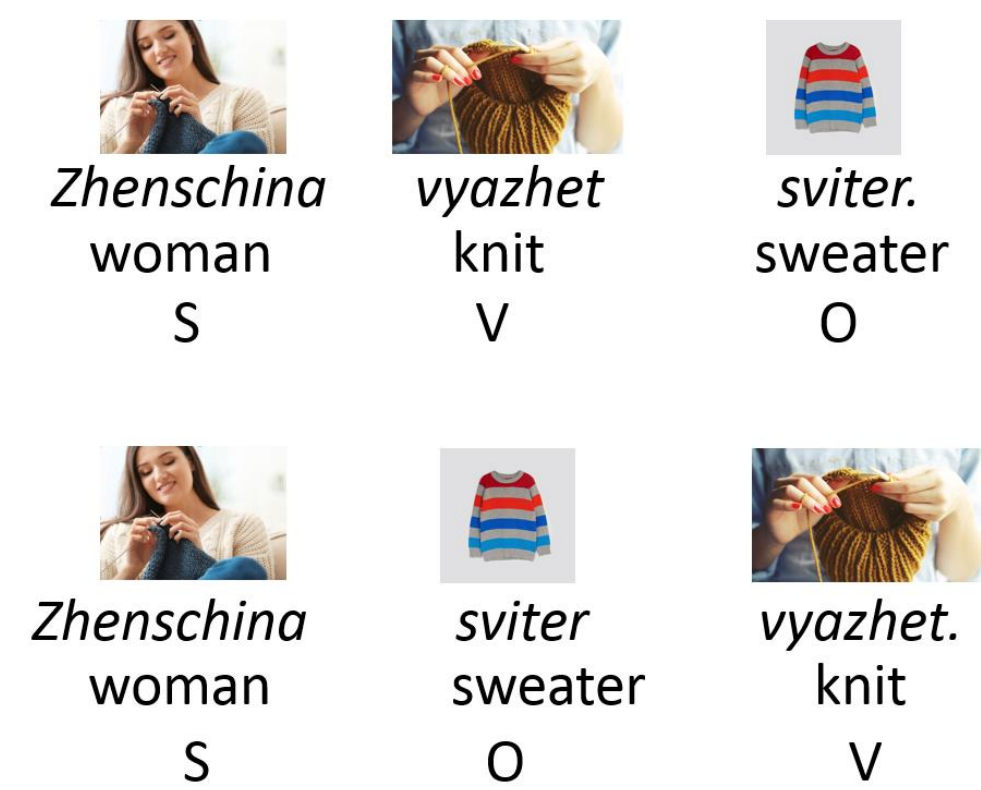 Zhenschina vyazhet sviter.
woman knit sweater
S V O
Zhenschina sviter vyazhet.
woman sweater knit
S O V